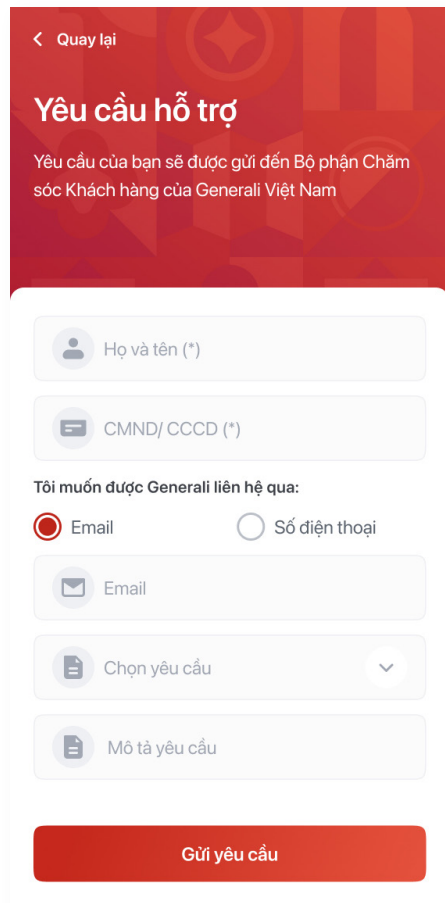 Quay lại
Yêu cầu hỗ trợ
Yêu cầu của bạn sẽ được gửi đến Bộ phận Chăm
sóc Khách hàng của Generali Việt Nam
Họ và tên (*)
CMND/ CCCD (*)
Tôi muốn được Generali liên hệ qua:
Email Số điện thoại
Email
Chọn yêu cầu
Mô tả yêu cầu
Gửi yêu cầu